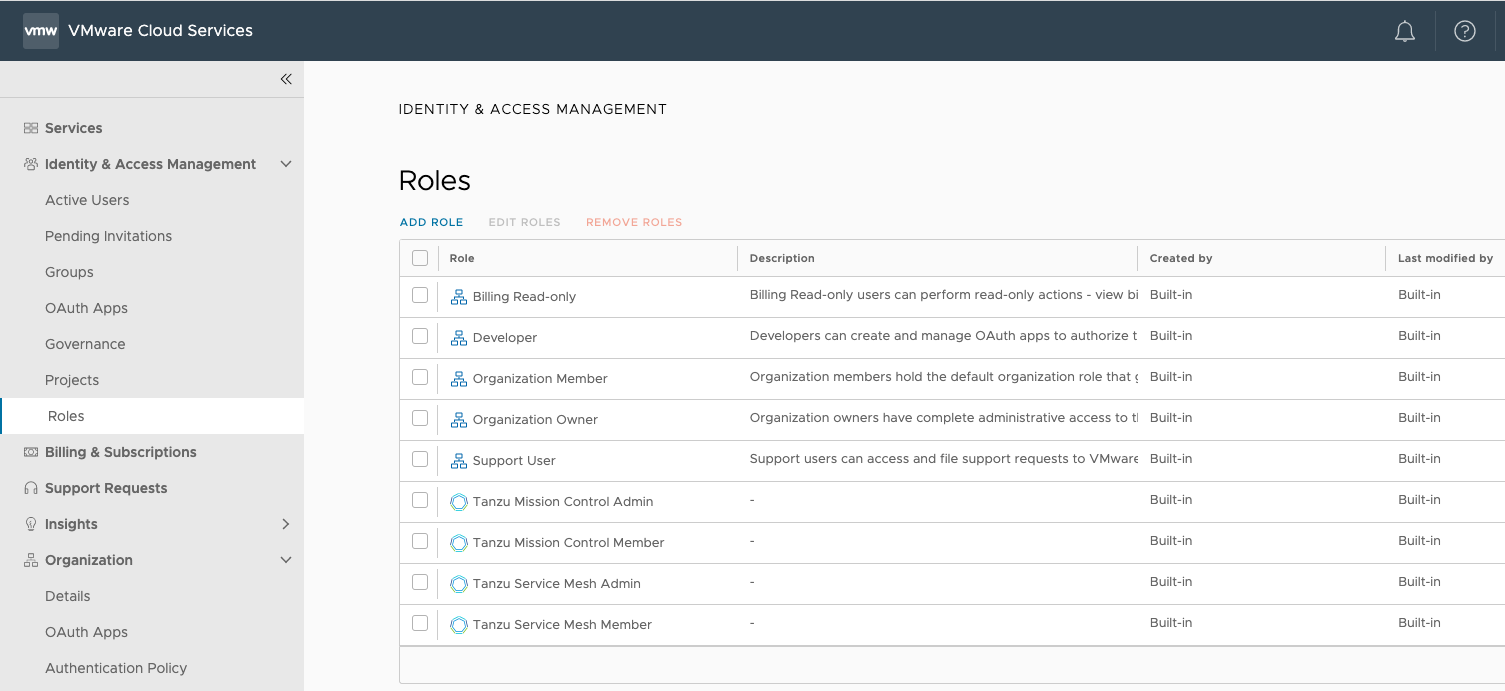 vmw VMware Cloud Services
Services
Identity & Access Management
Active Users
Pending Invitations
Groups
OAuth Apps
Governance
Projects
Roles
Billing & Subscriptions
Support Requests
Insights
Organization
Details
OAuth Apps
Authentication Policy
IDENTITY & ACCESS MANAGEMENT
Roles
ADD ROLE EDIT ROLES REMOVE ROLES
Role Description Created by Last modified by
Billing Read-only Billing Read-only users can perform read-only actions - view bi Built-in Built-in
Developer Developers can create and manage OAuth apps to authorize t Built-in Built-in
Organization Member Organization members hold the default organization role that g Built-in Built-in
Organization Owner Organization owners have complete administrative access to tl Built-in Built-in
Support User Support users can access and file support requests to VMware Built-in Built-in
Tanzu Mission Control Admin - Built-in Built-in
Tanzu Mission Control Member - Built-in Built-in
Tanzu Service Mesh Admin - Built-in Built-in
Tanzu Service Mesh Member - Built-in Built-in